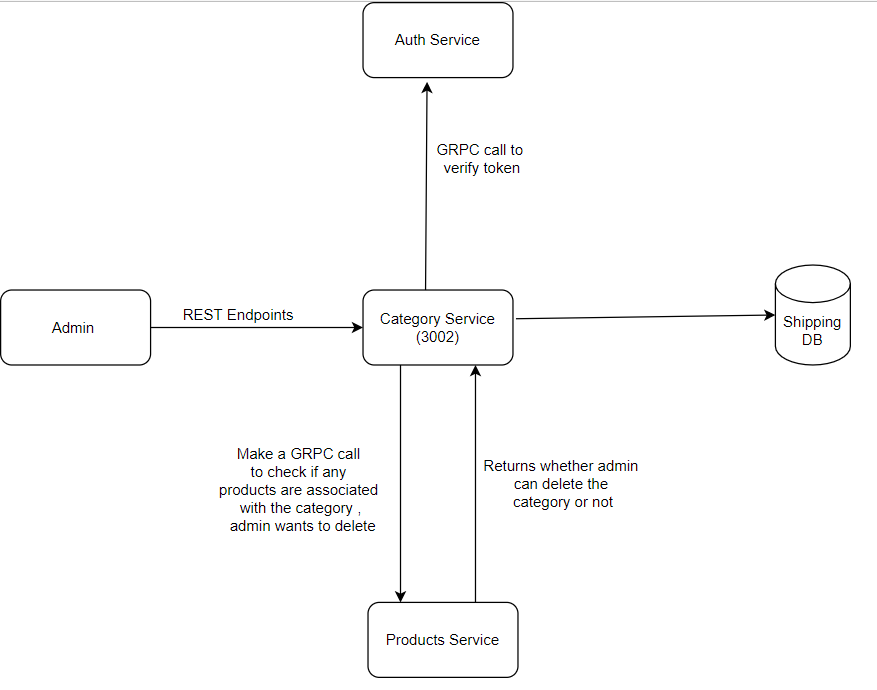 Auth Service
GRPC call to
verify token
Admin
REST Endpoints
Category Service
(3002)
Shipping
DB
Make a GRPC call
to check if any
products are associated
with the category ,
admin wants to delete
Returns whether admin
can delete the
category or not
Products Service